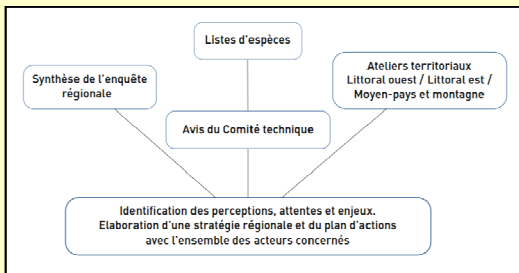 Listes d'espèces
Synthèse de l'enquête
régionale
Ateliers territoriaux
Littoral ouest / Littoral est /
Moyen-pays et montagne
Avis du Comité technique
Identification des perceptions, attentes et enjeux.
Elaboration d'une stratégie régionale et du plan d'actions
avec l'ensemble des acteurs concernés